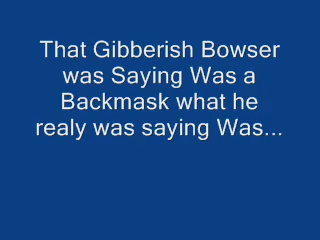 That Gibberish Bowser
was Saying Was a
Backmask what he
realy was saying Was...